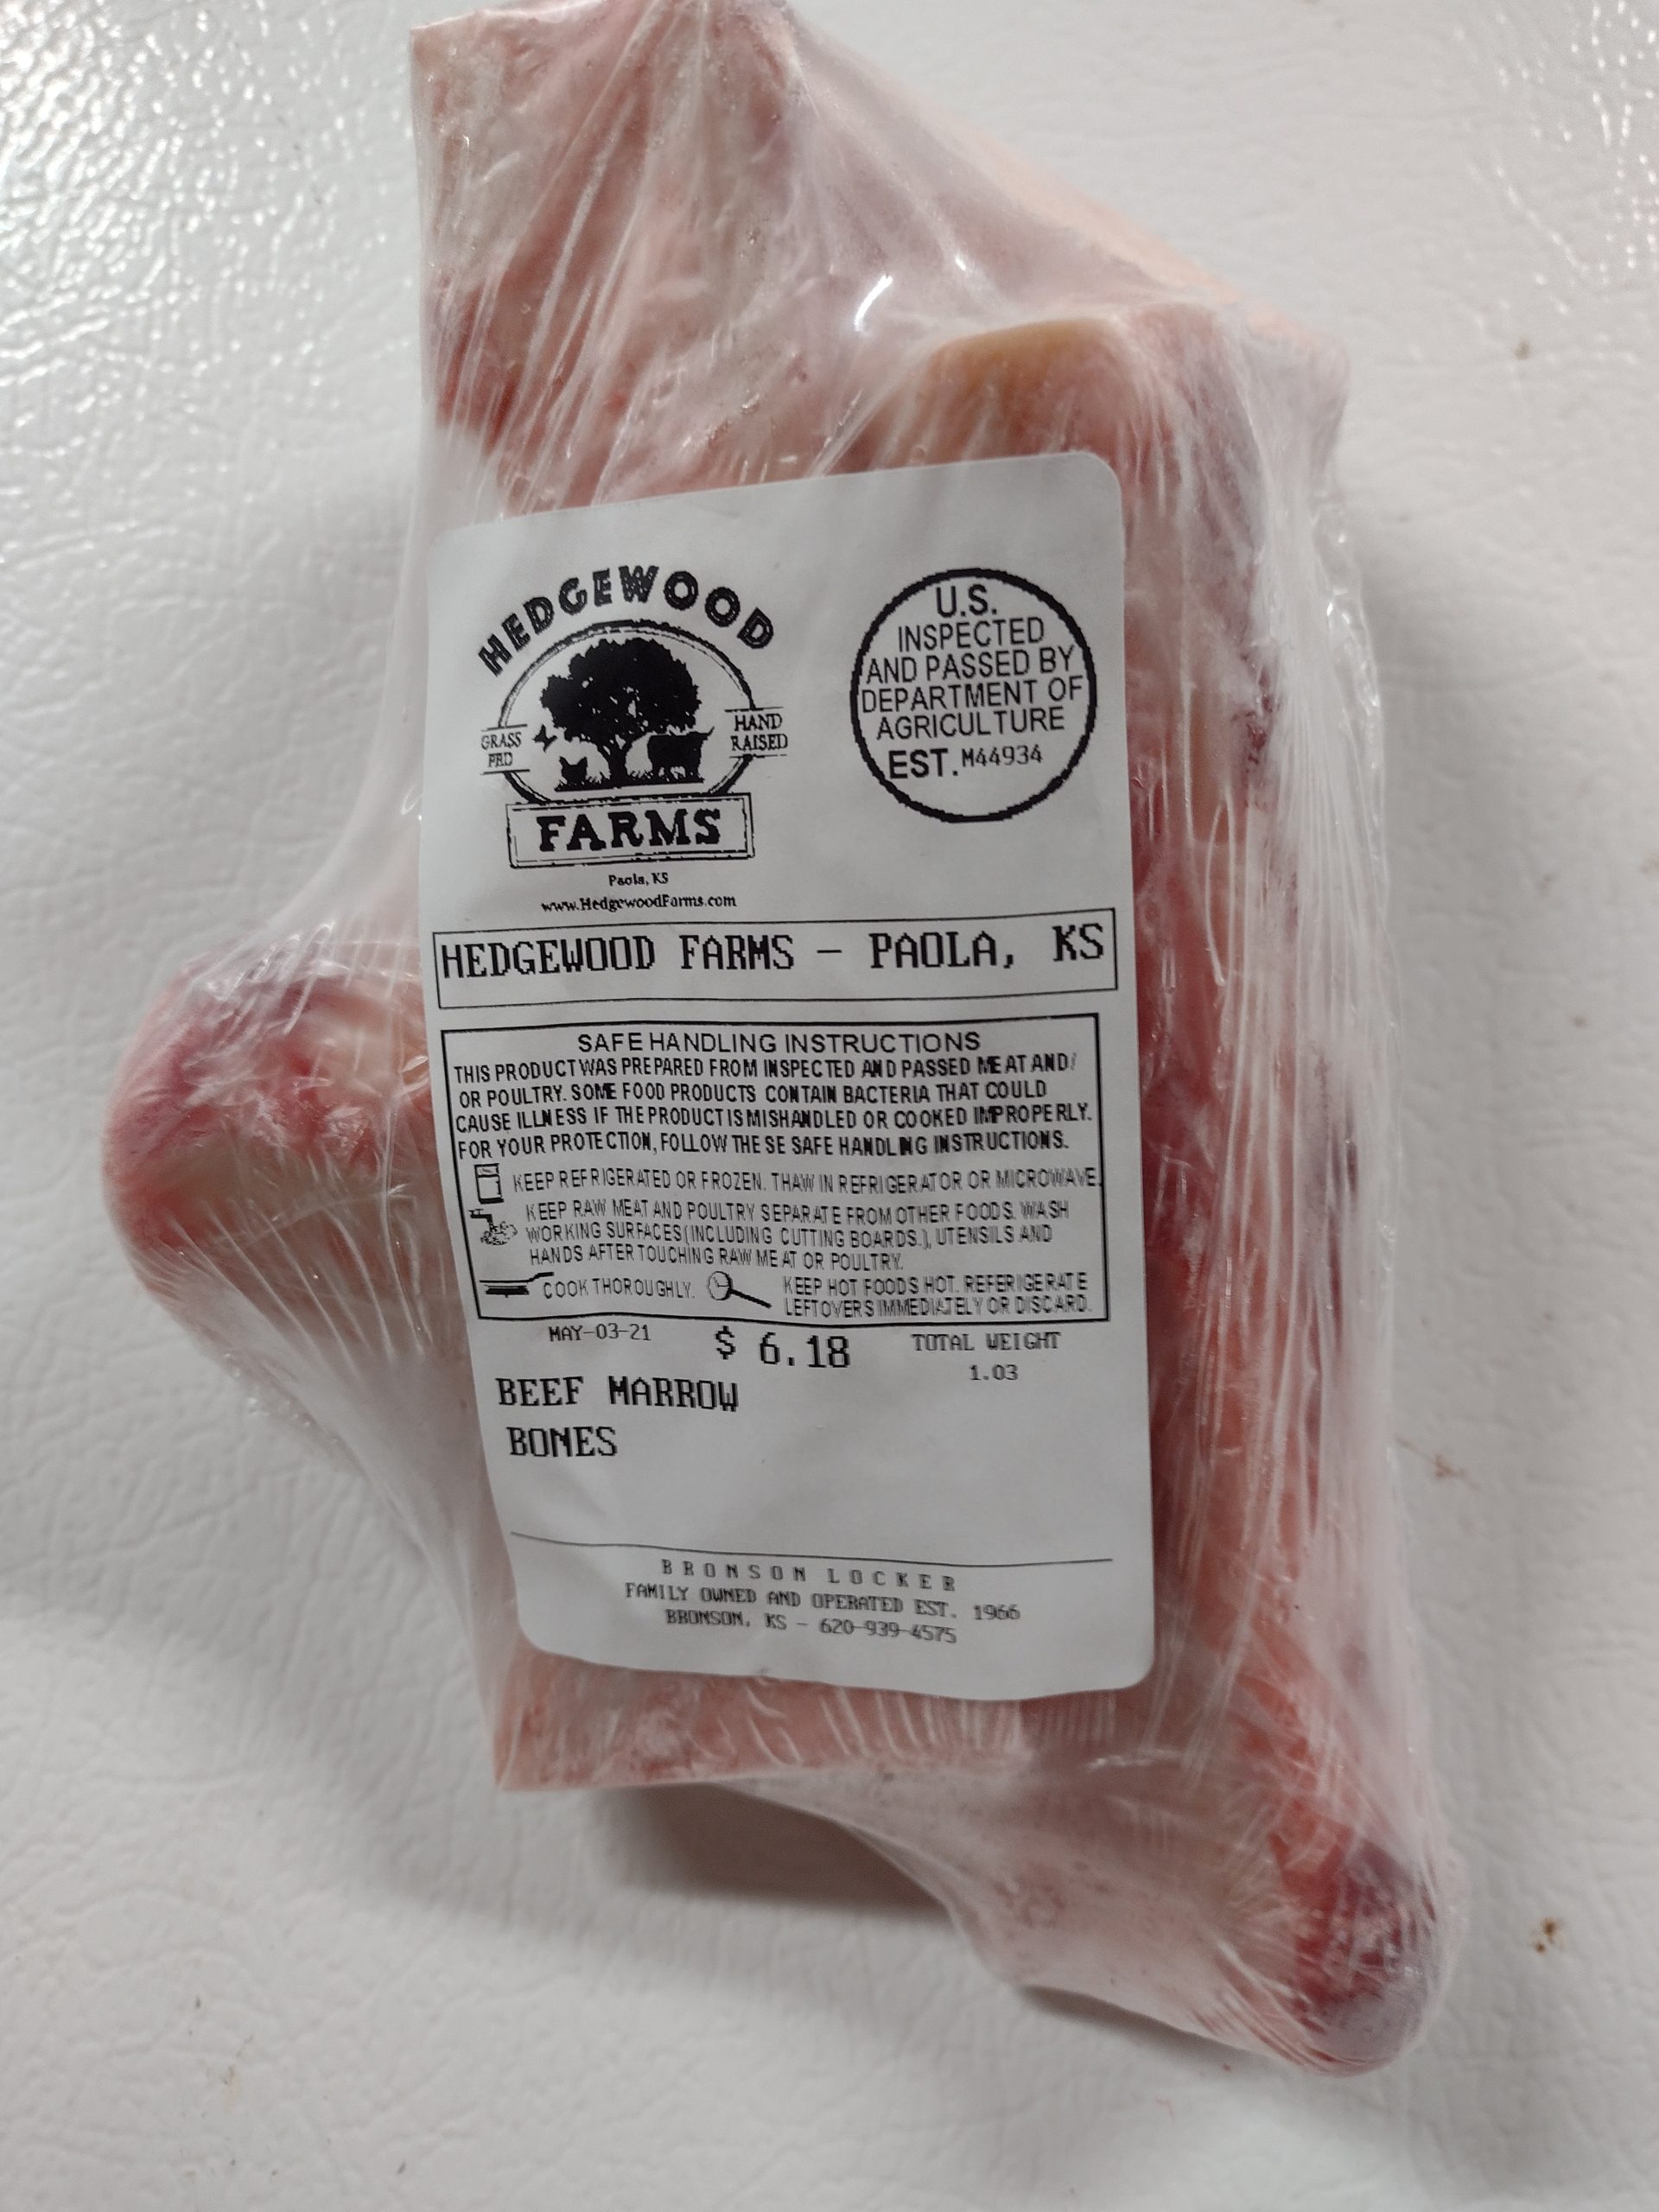 HEDGEWOOD
GRASS
FED
HAND
RAISED
FARMS
Paola, KS
www.HedgewoodFarms.com
U.S.
INSPECTED
AND PASSED BY
DEPARTMENT OF
AGRICULTURE
EST. M44934
HEDGEWOOD FARMS - PAOLA, KS
SAFE HANDLING INSTRUCTIONS
THIS PRODUCT WAS PREPARED FROM INSPECTED AND PASSED MEAT AND/
OR POULTRY. SOME FOOD PRODUCTS CONTAIN BACTERIA THAT COULD
CAUSE ILLNESS IF THE PRODUCT IS MISHANDLED OR COOKED IMPROPERLY.
FOR YOUR PROTECTION, FOLLOW THESE SAFE HANDLING INSTRUCTIONS.
KEEP REFRIGERATED OR FROZEN. THAW IN REFRIGERATOR OR MICROWAVE.
KEEP RAW MEAT AND POULTRY SEPARATE FROM OTHER FOODS. WASH
WORKING SURFACES (INCLUDING CUTTING BOARDS.), UTENSILS AND
HANDS AFTER TOUCHING RAW MEAT OR POULTRY.
COOK THOROUGHLY.
KEEP HOT FOODS HOT. REFERIGERATE
LEFTOVERS IMMEDIATELY OR DISCARD.
MAY-03-21
$ 6.18
TOTAL WEIGHT
1.03
BEEF MARROW
BONES
BRONSON LOCKER
FAMILY OWNED AND OPERATED EST. 1966
BRONSON, KS - 620-939-4575